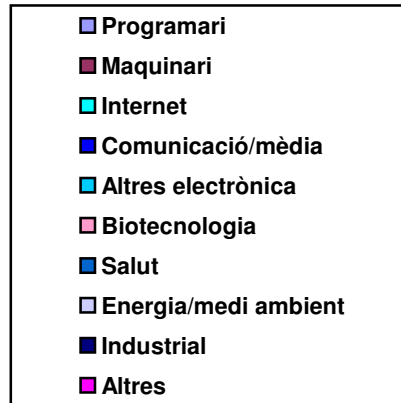 Programari
Maquinari
Internet
Comunicació/mèdia
Altres electrònica
Biotecnologia
Salut
Energia/medi ambient
Industrial
Altres